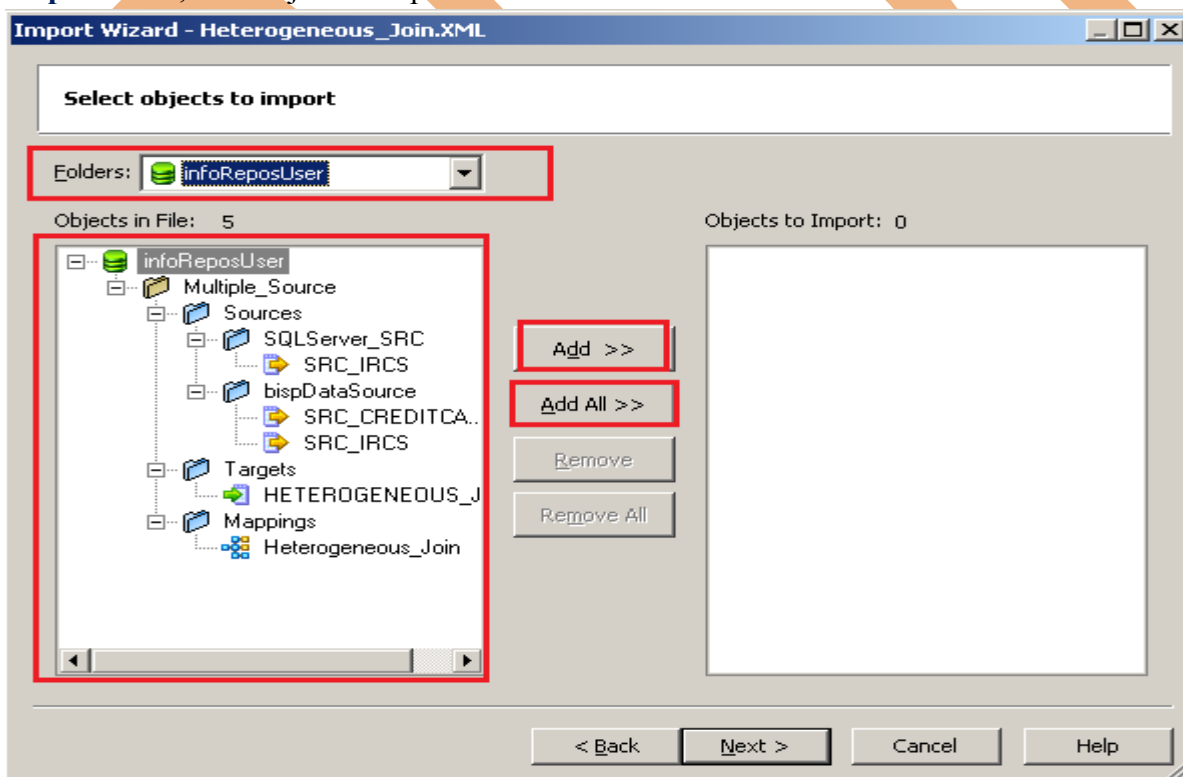 Import Wizard - Heterogeneous_Join.XML
Select objects to import
Folders: infoReposUser
Objects in File: 5
Objects to Import: 0
infoReposUser
Multiple_Source
Sources
SQLServer_SRC
SRC_IRCS
bispDataSource
SRC_CREDITCA..
SRC_IRCS
Targets
HETEROGENEOUS_J
Mappings
Heterogeneous_Join
Add >>
Add All >>
Remove
Remove All
< Back
Next >
Cancel
Help